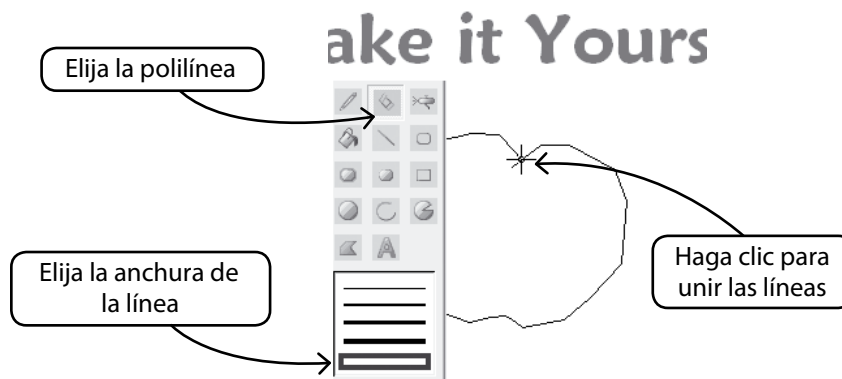 ake it Yours
Elija la polilínea
Elija la anchura de
la línea
Haga clic para
unir las líneas